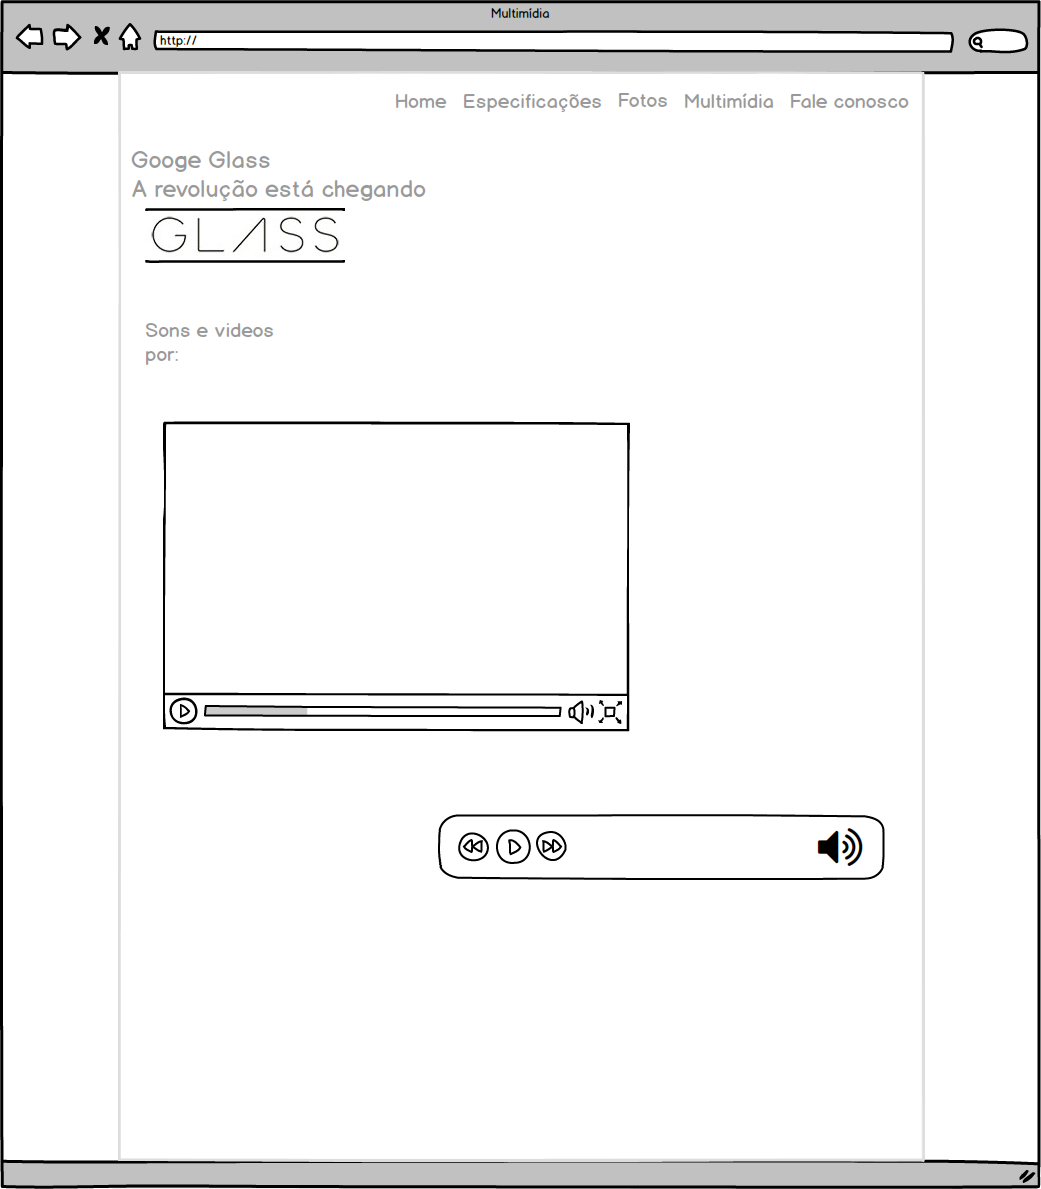 Multimídia
http://
Home Especificações Fotos Multimídia Fale conosco
Googe Glass
A revolução está chegando
GLASS
Sons e videos
por: